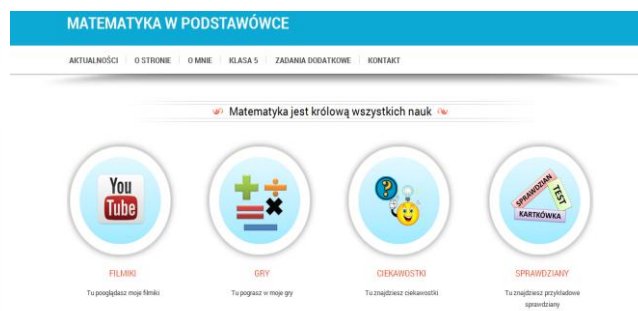 MATEMATYKA W PODSTAWÓWCE
AKTUALNOŚCI O STRONIE O MNIE KLASA 5 ZADANIA DODATKOWE KONTAKT
Matematyka jest królową wszystkich nauk
You
Tube
SPRAWDZIAN
TEST
KARTKÓWKA
FILMIKI GRY CIEKAWOSTKI SPRAWDZIANY
Tu pooglądasz moje filmiki Tu pograsz w moje gry Tu znajdziesz ciekawostki Tu znajdziesz przykładowe
sprawdziany